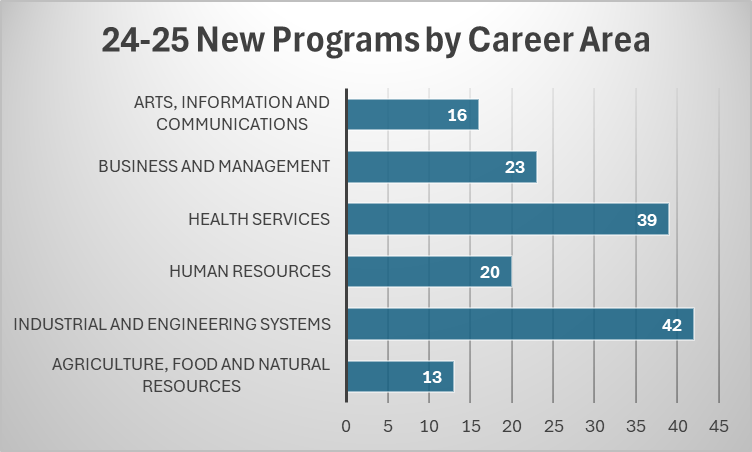 24-25 New Programs by Career Area
ARTS, INFORMATION AND
COMMUNICATIONS
16
BUSINESS AND MANAGEMENT
23
HEALTH SERVICES
39
HUMAN RESOURCES
20
INDUSTRIAL AND ENGINEERING SYSTEMS
42
AGRICULTURE, FOOD AND NATURAL
RESOURCES
13
0 5 10 15 20 25 30 35 40 45